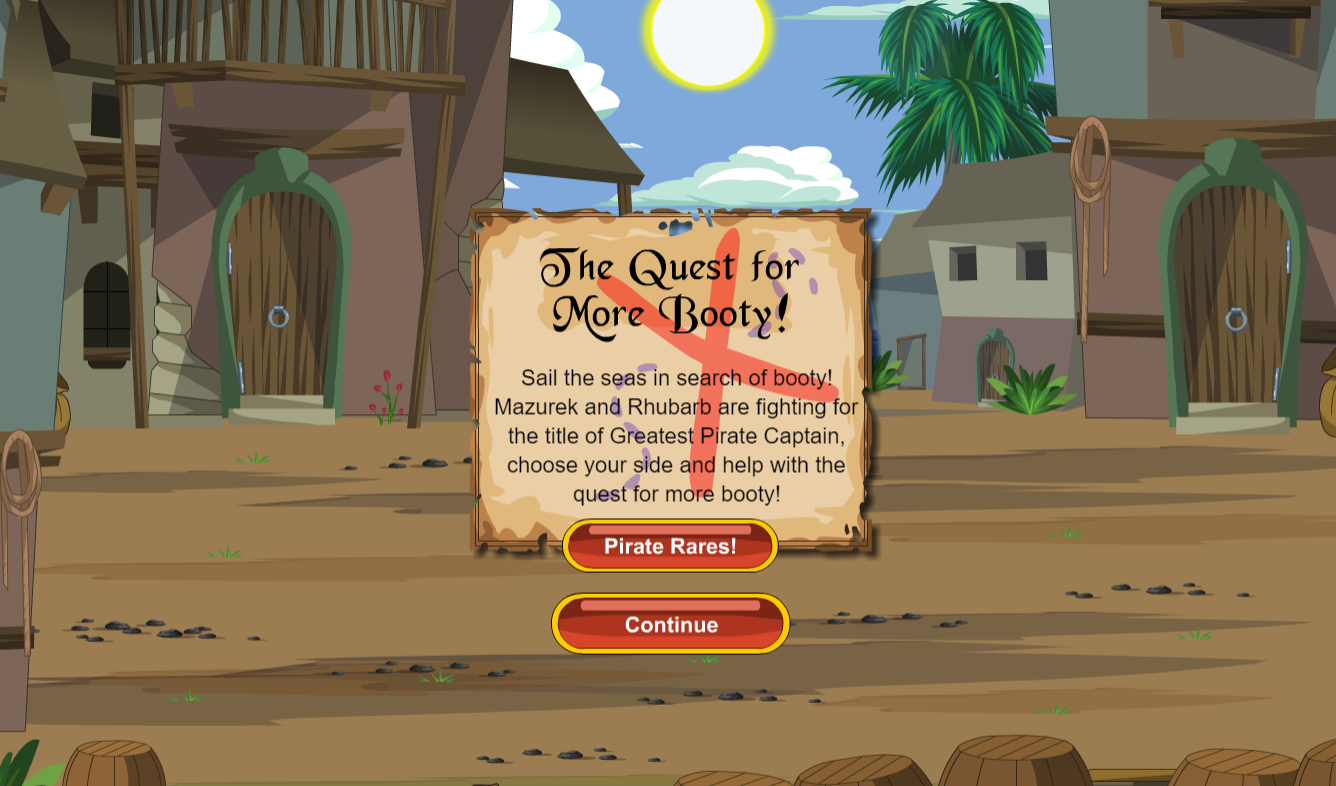 The Quest for
More Booty!
Sail the seas in search of booty!
Mazurek and Rhubarb are fighting for
the title of Greatest Pirate Captain,
choose your side and help with the
quest for more booty!
Pirate Rares!
Continue